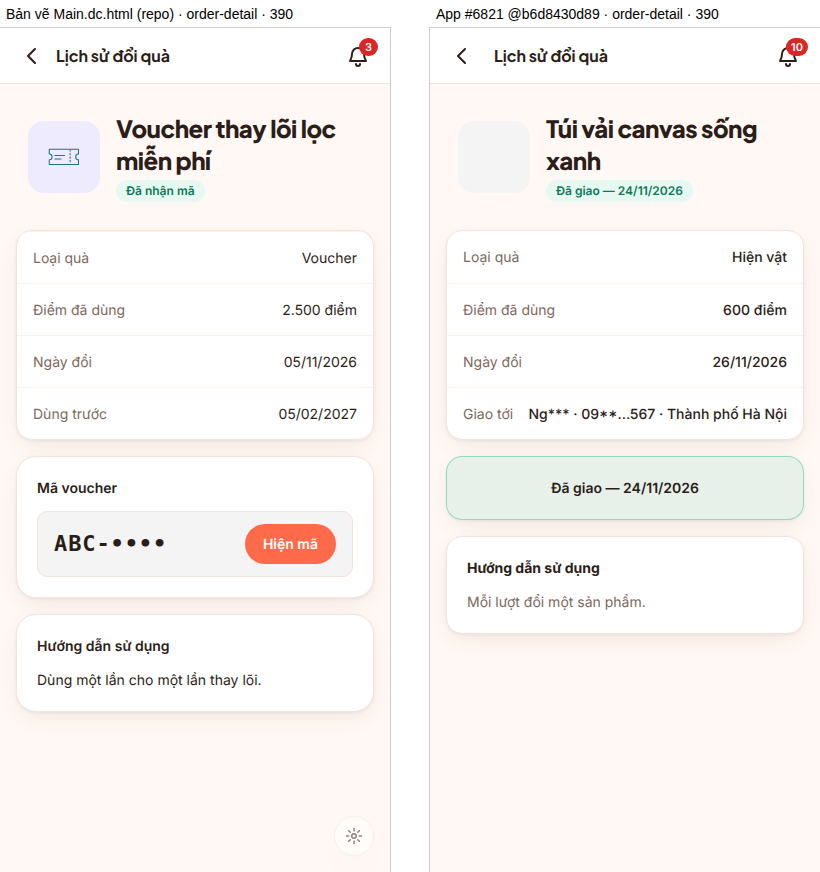 Bản vẽ Main.dc.html (repo) · order-detail · 390
Lịch sử đổi quà
3
Voucher thay lõi lọc
miễn phí
Đã nhận mã
Loại quà Voucher
Điểm đã dùng 2.500 điểm
Ngày đổi 05/11/2026
Dùng trước 05/02/2027
Mã voucher
ABC-•••• Hiện mã
Hướng dẫn sử dụng
Dùng một lần cho một lần thay lõi.
App #6821 @b6d8430d89 · order-detail · 390
Lịch sử đổi quà
10
Túi vải canvas sống
xanh
Đã giao — 24/11/2026
Loại quà Hiện vật
Điểm đã dùng 600 điểm
Ngày đổi 26/11/2026
Giao tới Ng*** · 09**...567 · Thành phố Hà Nội
Đã giao — 24/11/2026
Hướng dẫn sử dụng
Mỗi lượt đổi một sản phẩm.